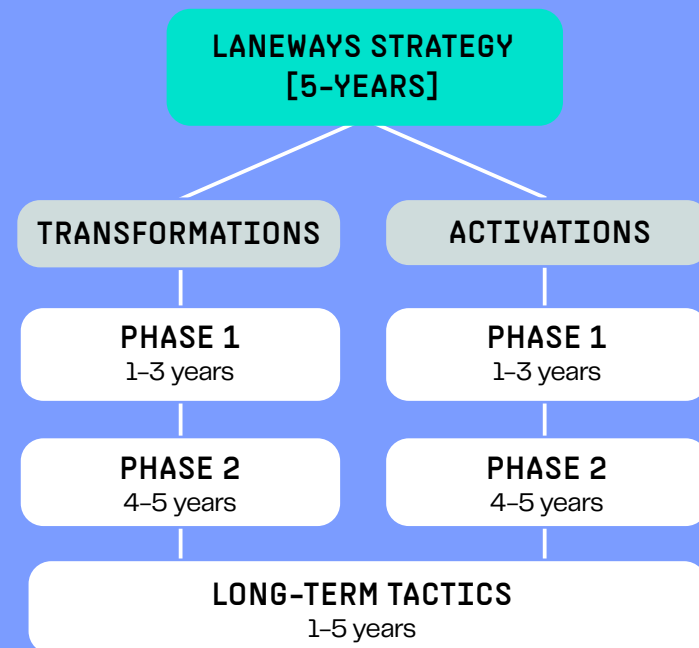 LANEWAYS STRATEGY
[5-YEARS]
TRANSFORMATIONS
ACTIVATIONS
PHASE 1
1–3 years
PHASE 1
1–3 years
PHASE 2
4–5 years
PHASE 2
4–5 years
LONG-TERM TACTICS
1–5 years